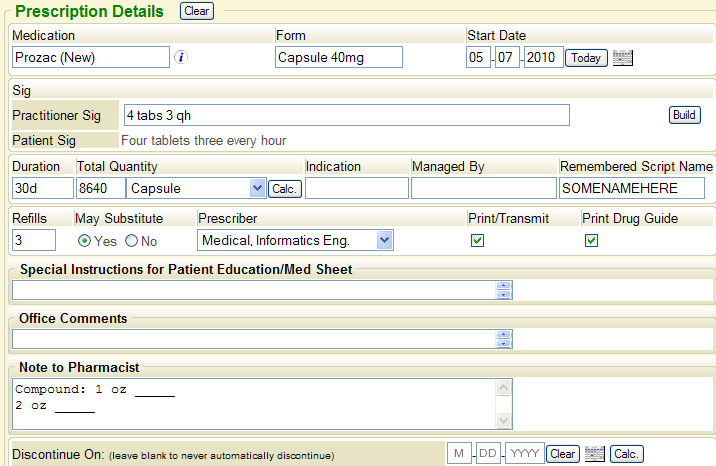 Prescription Details Clear
Medication Form Start Date
Prozac (New) i Capsule 40mg 05 - 07 - 2010 Today
Sig
Practitioner Sig 4 tabs 3 qh Build
Patient Sig Four tablets three every hour
Duration Total Quantity Indication Managed By Remembered Script Name
30d 8640 Capsule Calc. SOMENAMEHERE
Refills May Substitute Prescriber Print/Transmit Print Drug Guide
3 Yes No Medical, Informatics Eng.
Special Instructions for Patient Education/Med Sheet
Office Comments
Note to Pharmacist
Compound: 1 oz _____
2 oz _____
Discontinue On: (leave blank to never automatically discontinue) M - DD - YYYY Clear Calc.